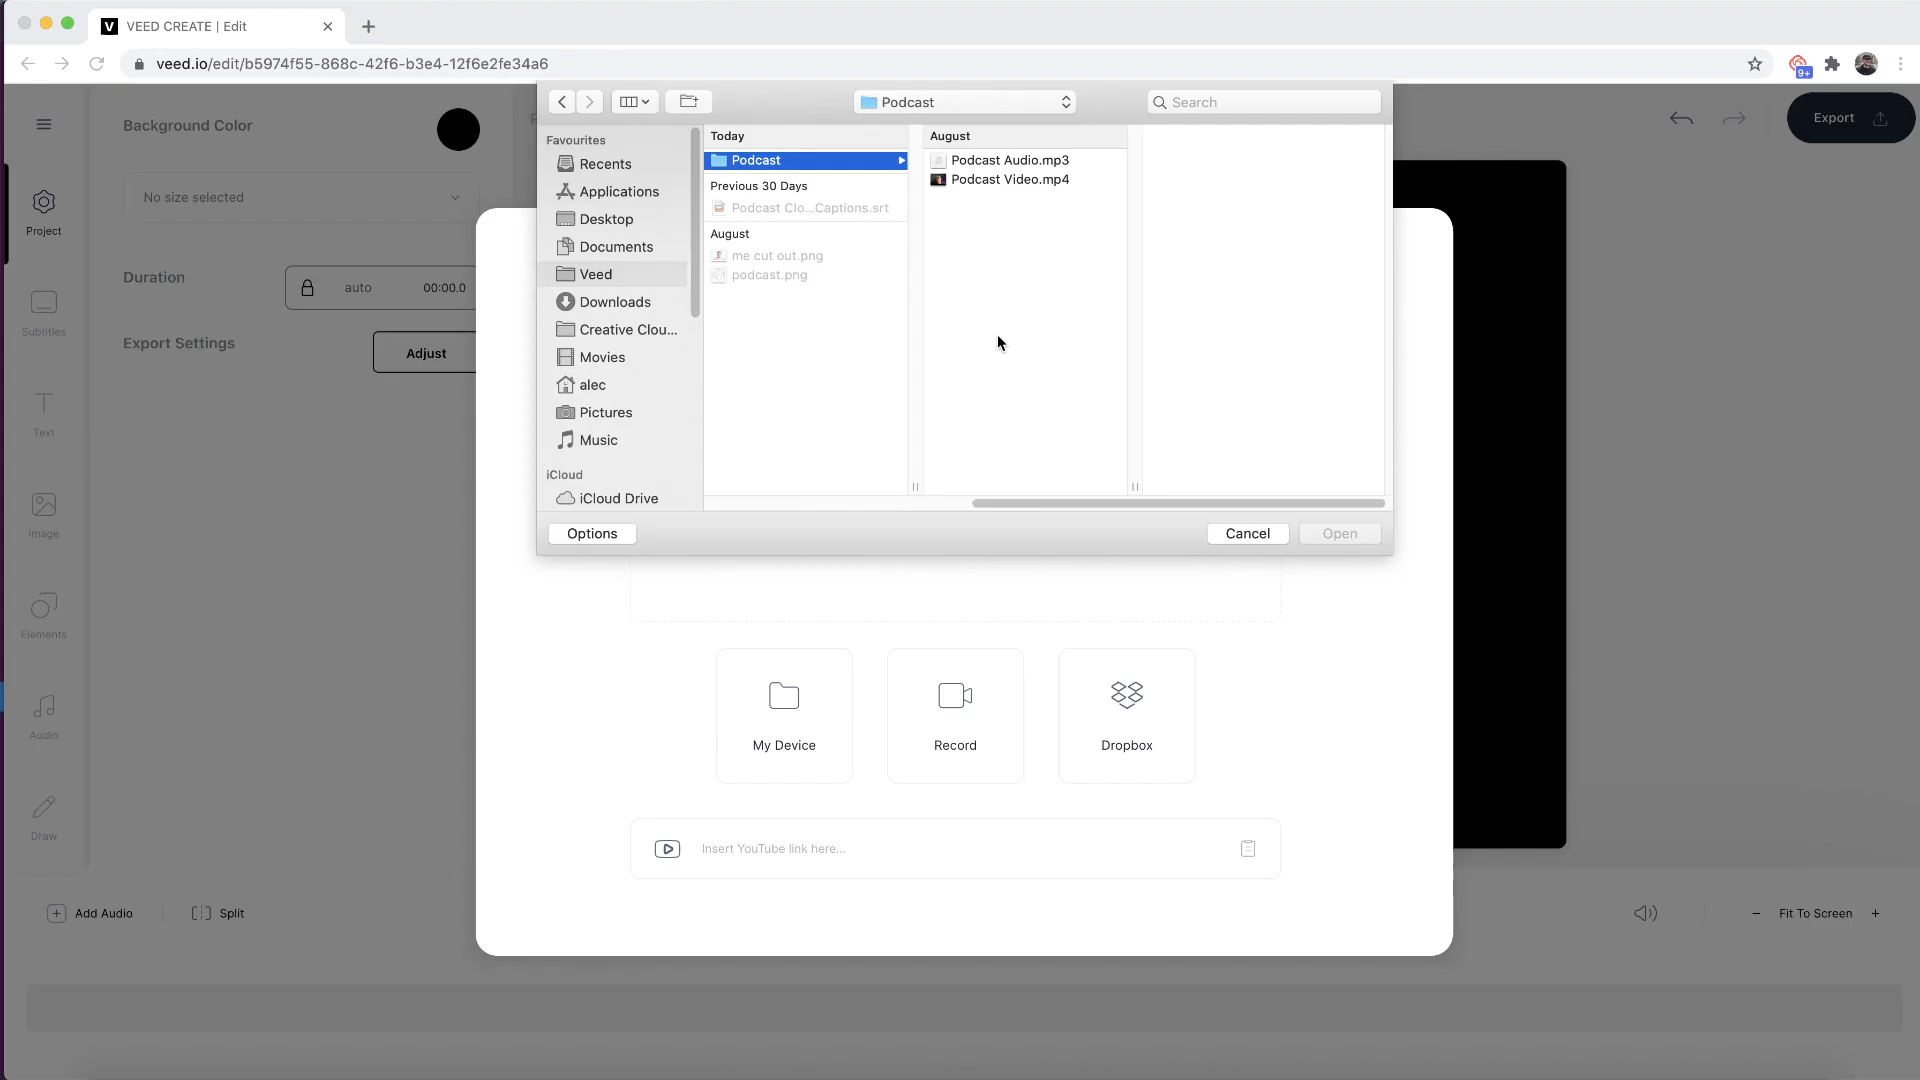 VEED CREATE | Edit
veed.io/edit/b5974f55-868c-42f6-b3e4-12f6e2fe34a6
9+
Podcast
Search
Favourites
Recents
Applications
Desktop
Documents
Veed
Downloads
Creative Clou...
Movies
alec
Pictures
Music
iCloud
iCloud Drive
Today
Podcast
Previous 30 Days
Podcast Clo...Captions.srt
August
me cut out.png
podcast.png
August
Podcast Audio.mp3
Podcast Video.mp4
Options
Cancel
Open
Background Color
No size selected
Duration
auto
00:00.0
Export Settings
Adjust
Project
Subtitles
Text
Image
Elements
Audio
Draw
Export
My Device
Record
Dropbox
Insert YouTube link here...
Add Audio
Split
Fit To Screen